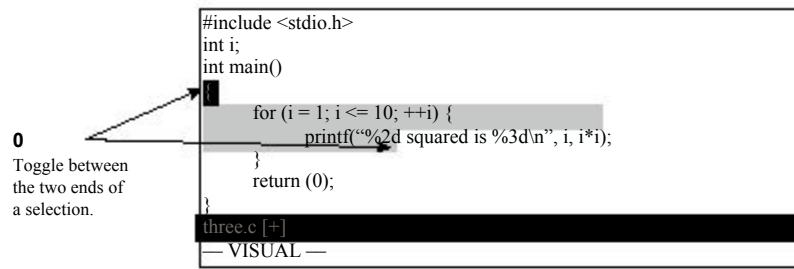 #include <stdio.h>
int i;
int main()
{
for (i = 1; i <= 10; ++i) {
printf(“%2d squared is %3d\n”, i, i*i);
}
return (0);
}
three.c [+]
— VISUAL —
0
Toggle between
the two ends of
a selection.